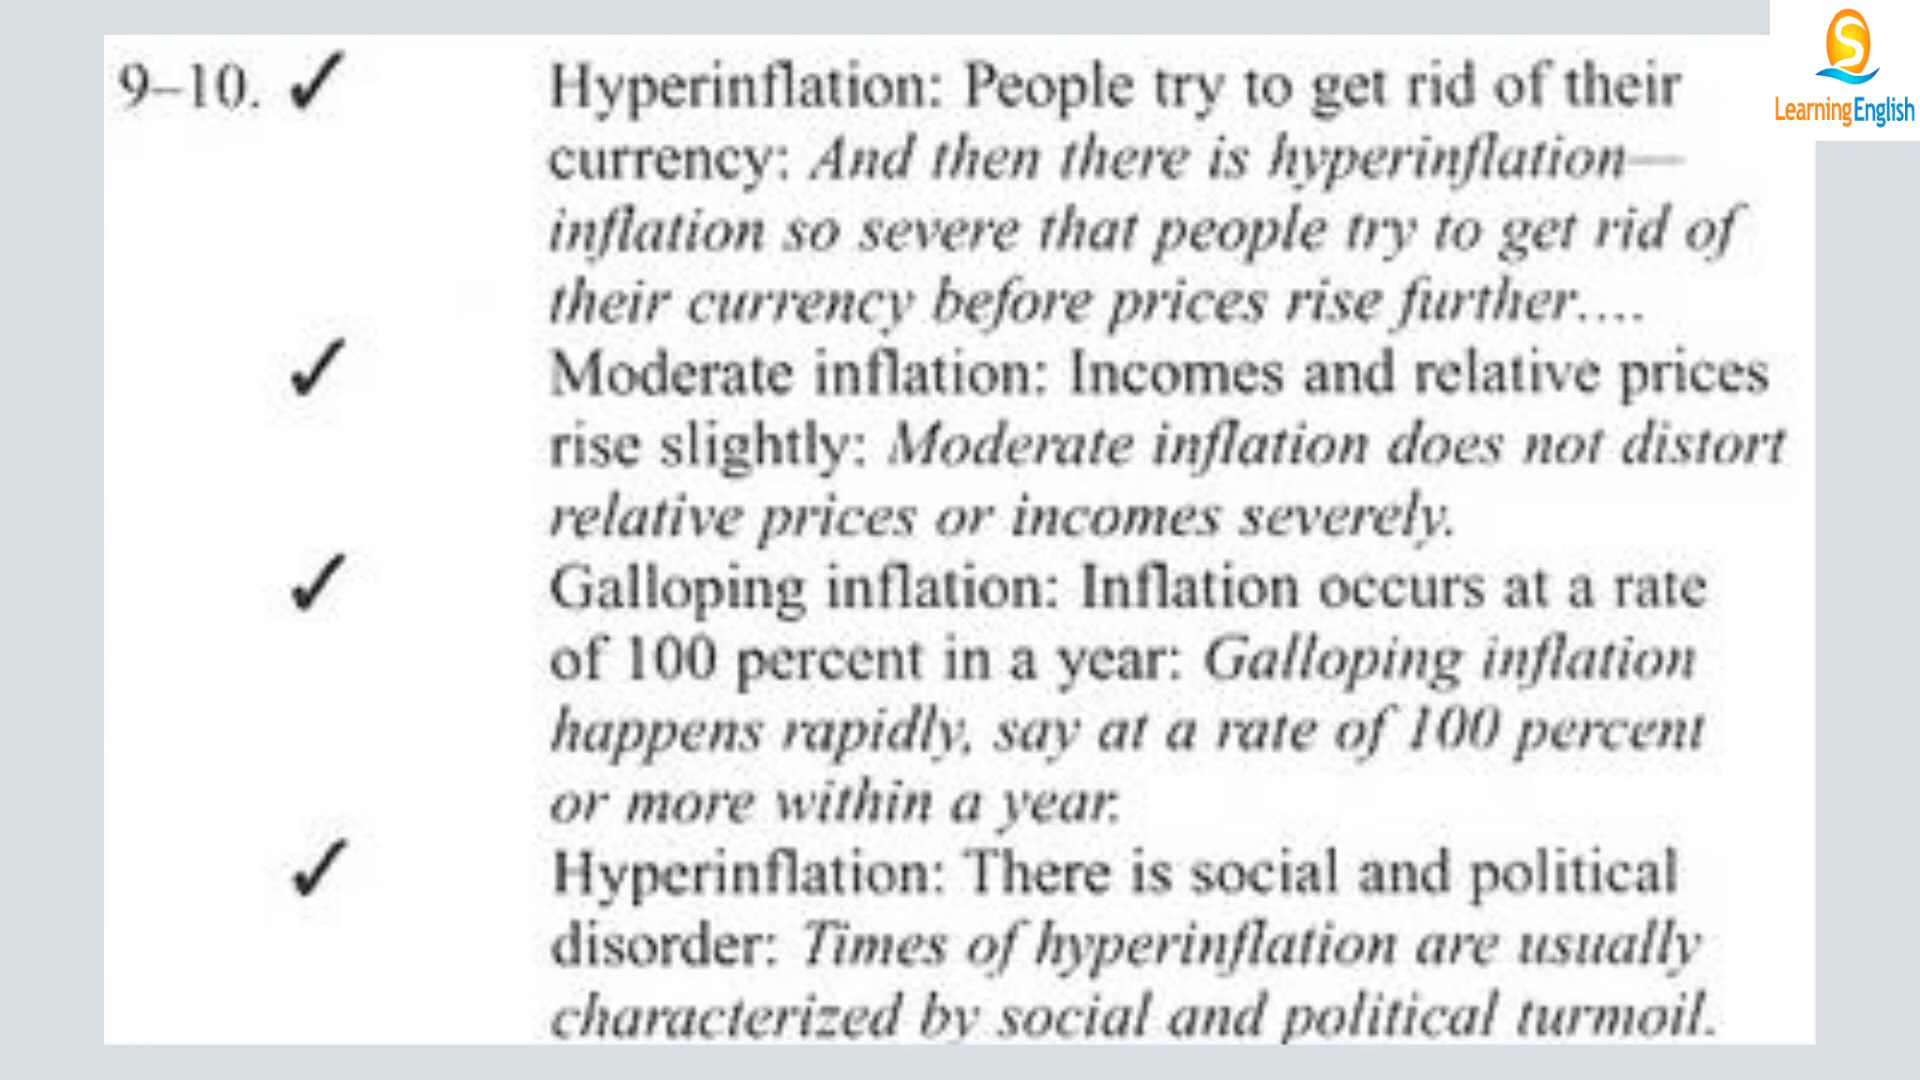 S
LearningEnglish
9–10. ✓ Hyperinflation: People try to get rid of their
currency: And then there is hyperinflation—
inflation so severe that people try to get rid of
their currency before prices rise further....
✓ Moderate inflation: Incomes and relative prices
rise slightly: Moderate inflation does not distort
relative prices or incomes severely.
✓ Galloping inflation: Inflation occurs at a rate
of 100 percent in a year: Galloping inflation
happens rapidly, say at a rate of 100 percent
or more within a year.
✓ Hyperinflation: There is social and political
disorder: Times of hyperinflation are usually
characterized by social and political turmoil.